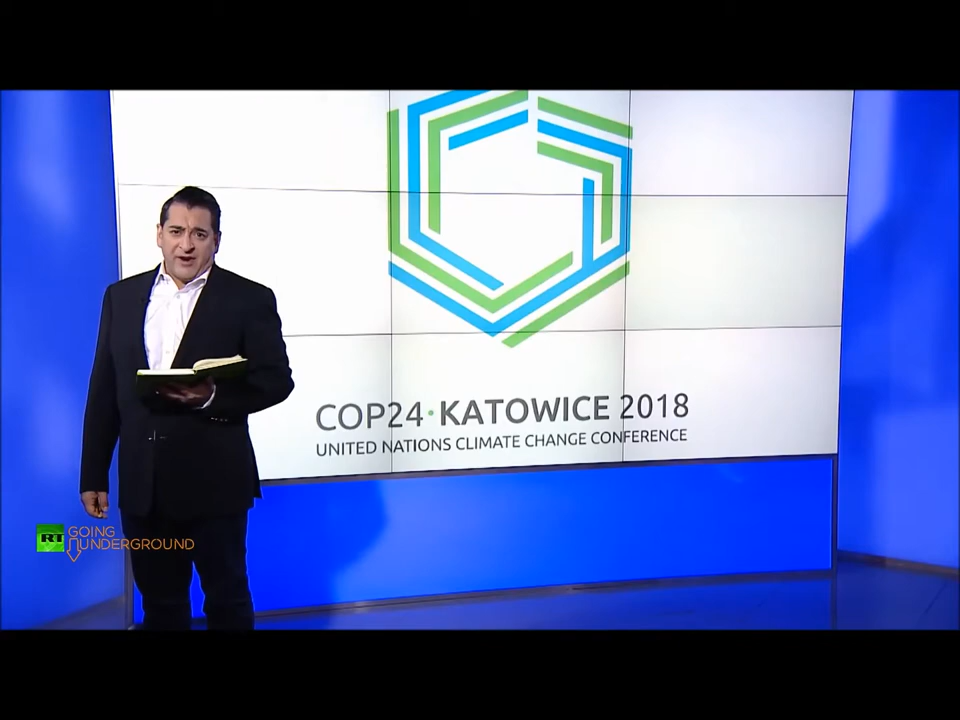 COP24·KATOWICE 2018
UNITED NATIONS CLIMATE CHANGE CONFERENCE
RT GOING
UNDERGROUND